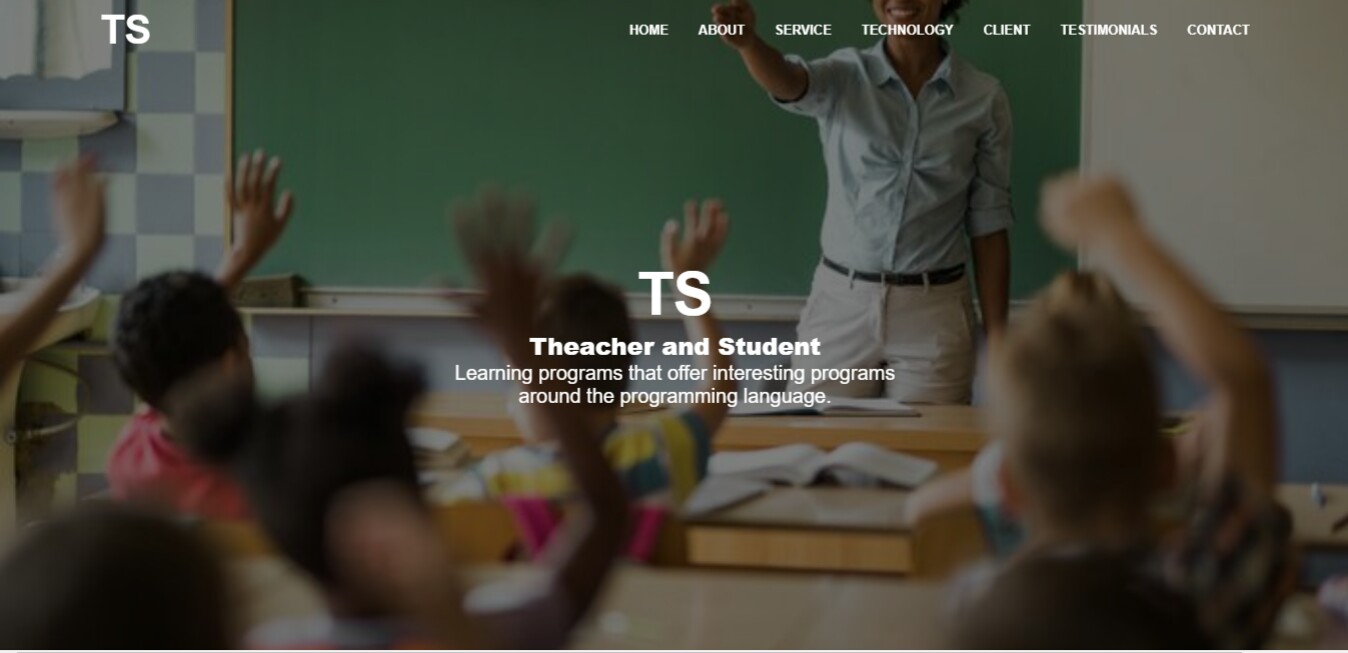 TS
HOME ABOUT SERVICE TECHNOLOGY CLIENT TESTIMONIALS CONTACT
TS
Theacher and Student
Learning programs that offer interesting programs
around the programming language.